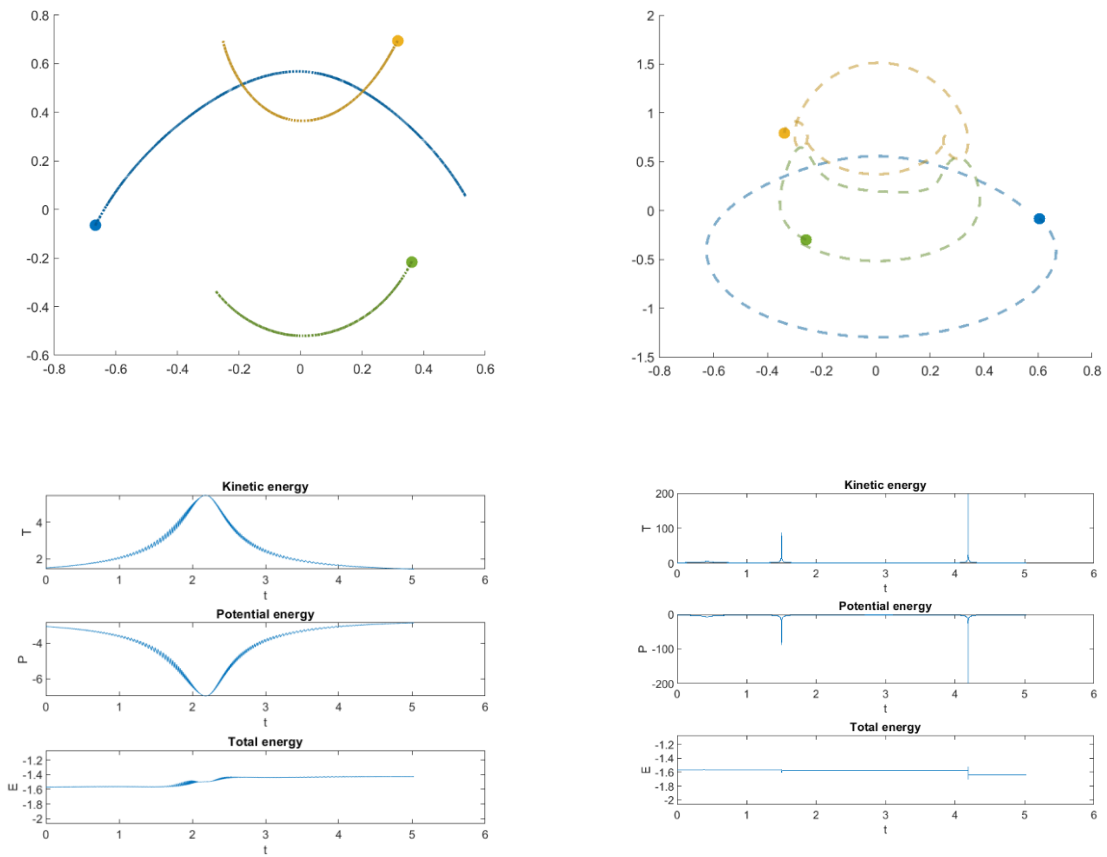 0.8
0.6
0.4
0.2
0
-0.2
-0.4
-0.6
-0.8 -0.6 -0.4 -0.2 0 0.2 0.4 0.6
2
1.5
1
0.5
0
-0.5
-1
-1.5
-0.8 -0.6 -0.4 -0.2 0 0.2 0.4 0.6 0.8
Kinetic energy
T
4
2
0 1 2 3 4 5 6
t
Potential energy
P
-4
-6
0 1 2 3 4 5 6
t
Total energy
E
-1.2
-1.4
-1.6
-1.8
-2
0 1 2 3 4 5 6
t
Kinetic energy
T
200
100
0
0 1 2 3 4 5 6
t
Potential energy
P
0
-100
-200
0 1 2 3 4 5 6
t
Total energy
E
-1.2
-1.4
-1.6
-1.8
-2
0 1 2 3 4 5 6
t